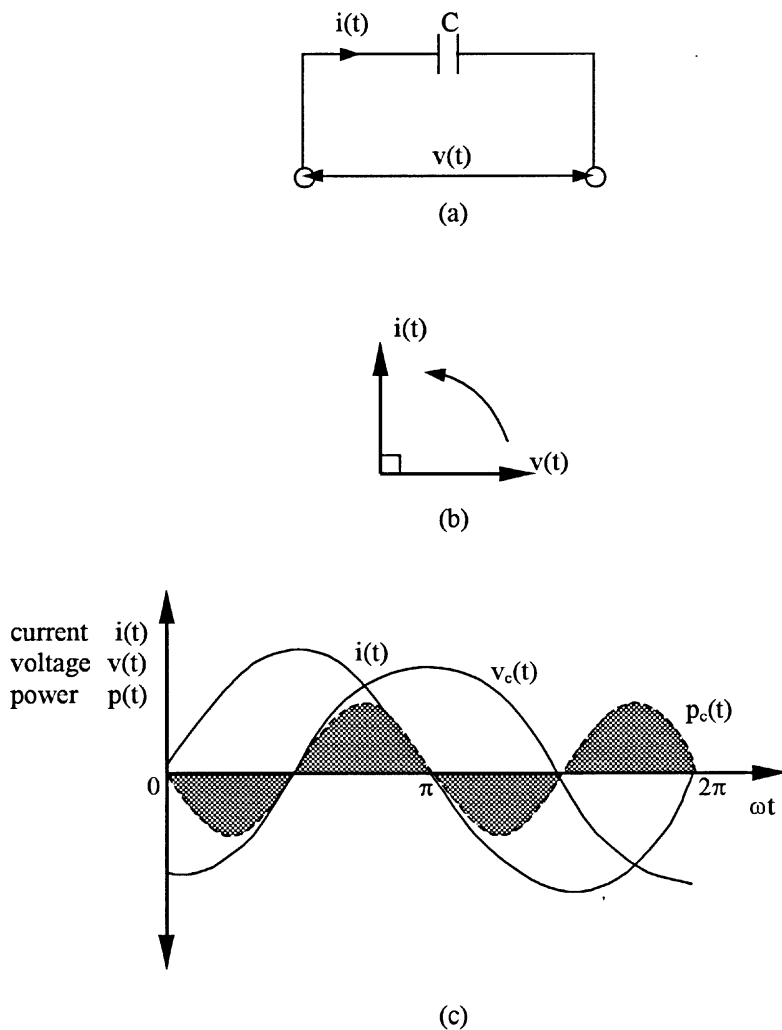 i(t) C
v(t)
(a)
i(t)
v(t)
(b)
current i(t)
voltage v(t)
power p(t)
i(t)
v_c(t)
p_c(t)
0 π 2π
ωt
(c)